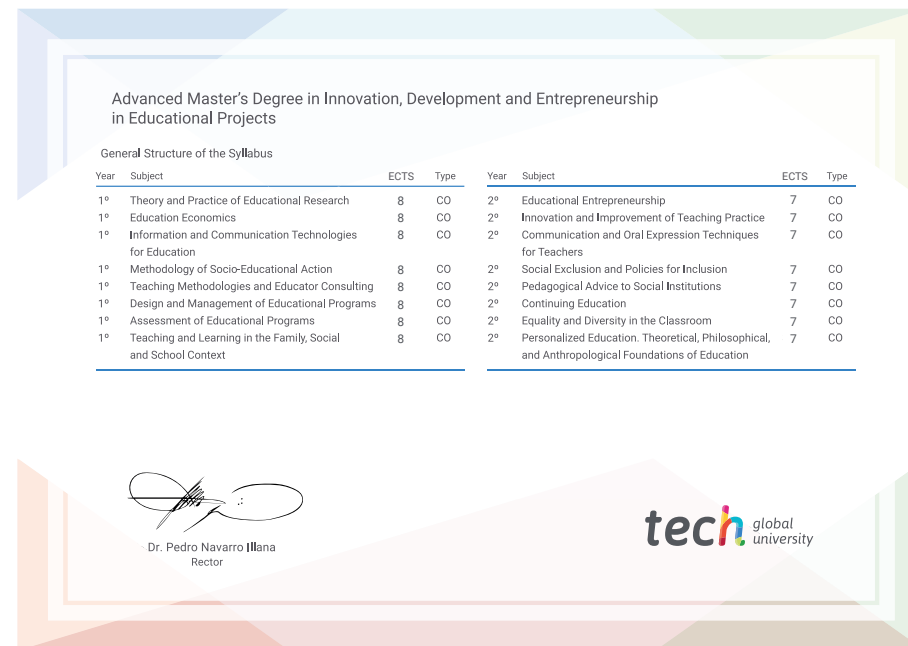 Advanced Master's Degree in Innovation, Development and Entrepreneurship
in Educational Projects
General Structure of the Syllabus
Year Subject ECTS Type
1º Theory and Practice of Educational Research 8 CO
1º Education Economics 8 CO
1º Information and Communication Technologies 8 CO
for Education
1º Methodology of Socio-Educational Action 8 CO
1º Teaching Methodologies and Educator Consulting 8 CO
1º Design and Management of Educational Programs 8 CO
1º Assessment of Educational Programs 8 CO
1º Teaching and Learning in the Family, Social 8 CO
and School Context
Year Subject ECTS Type
2º Educational Entrepreneurship 7 CO
2º Innovation and Improvement of Teaching Practice 7 CO
2º Communication and Oral Expression Techniques 7 CO
for Teachers
2º Social Exclusion and Policies for Inclusion 7 CO
2º Pedagogical Advice to Social Institutions 7 CO
2º Continuing Education 7 CO
2º Equality and Diversity in the Classroom 7 CO
2º Personalized Education. Theoretical, Philosophical, 7 CO
and Anthropological Foundations of Education
Dr. Pedro Navarro Illana
Rector
tech global
university